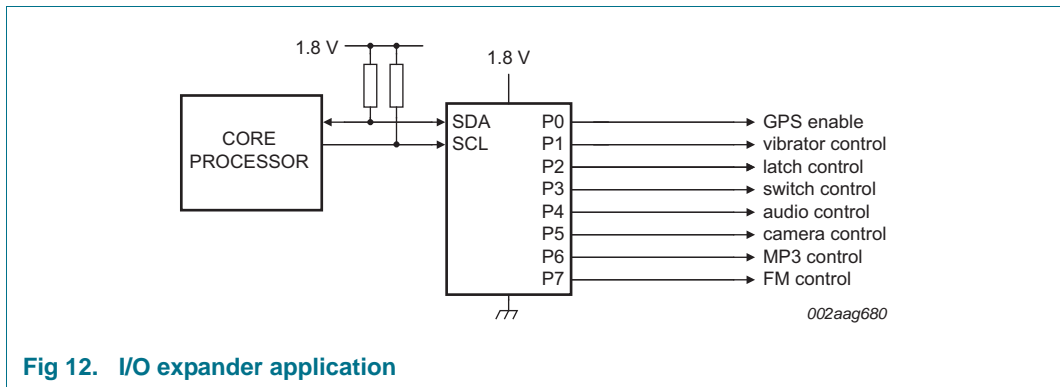 1.8 V
1.8 V
CORE
PROCESSOR
SDA
SCL
P0
P1
P2
P3
P4
P5
P6
P7
GPS enable
vibrator control
latch control
switch control
audio control
camera control
MP3 control
FM control
002aag680
Fig 12. I/O expander application